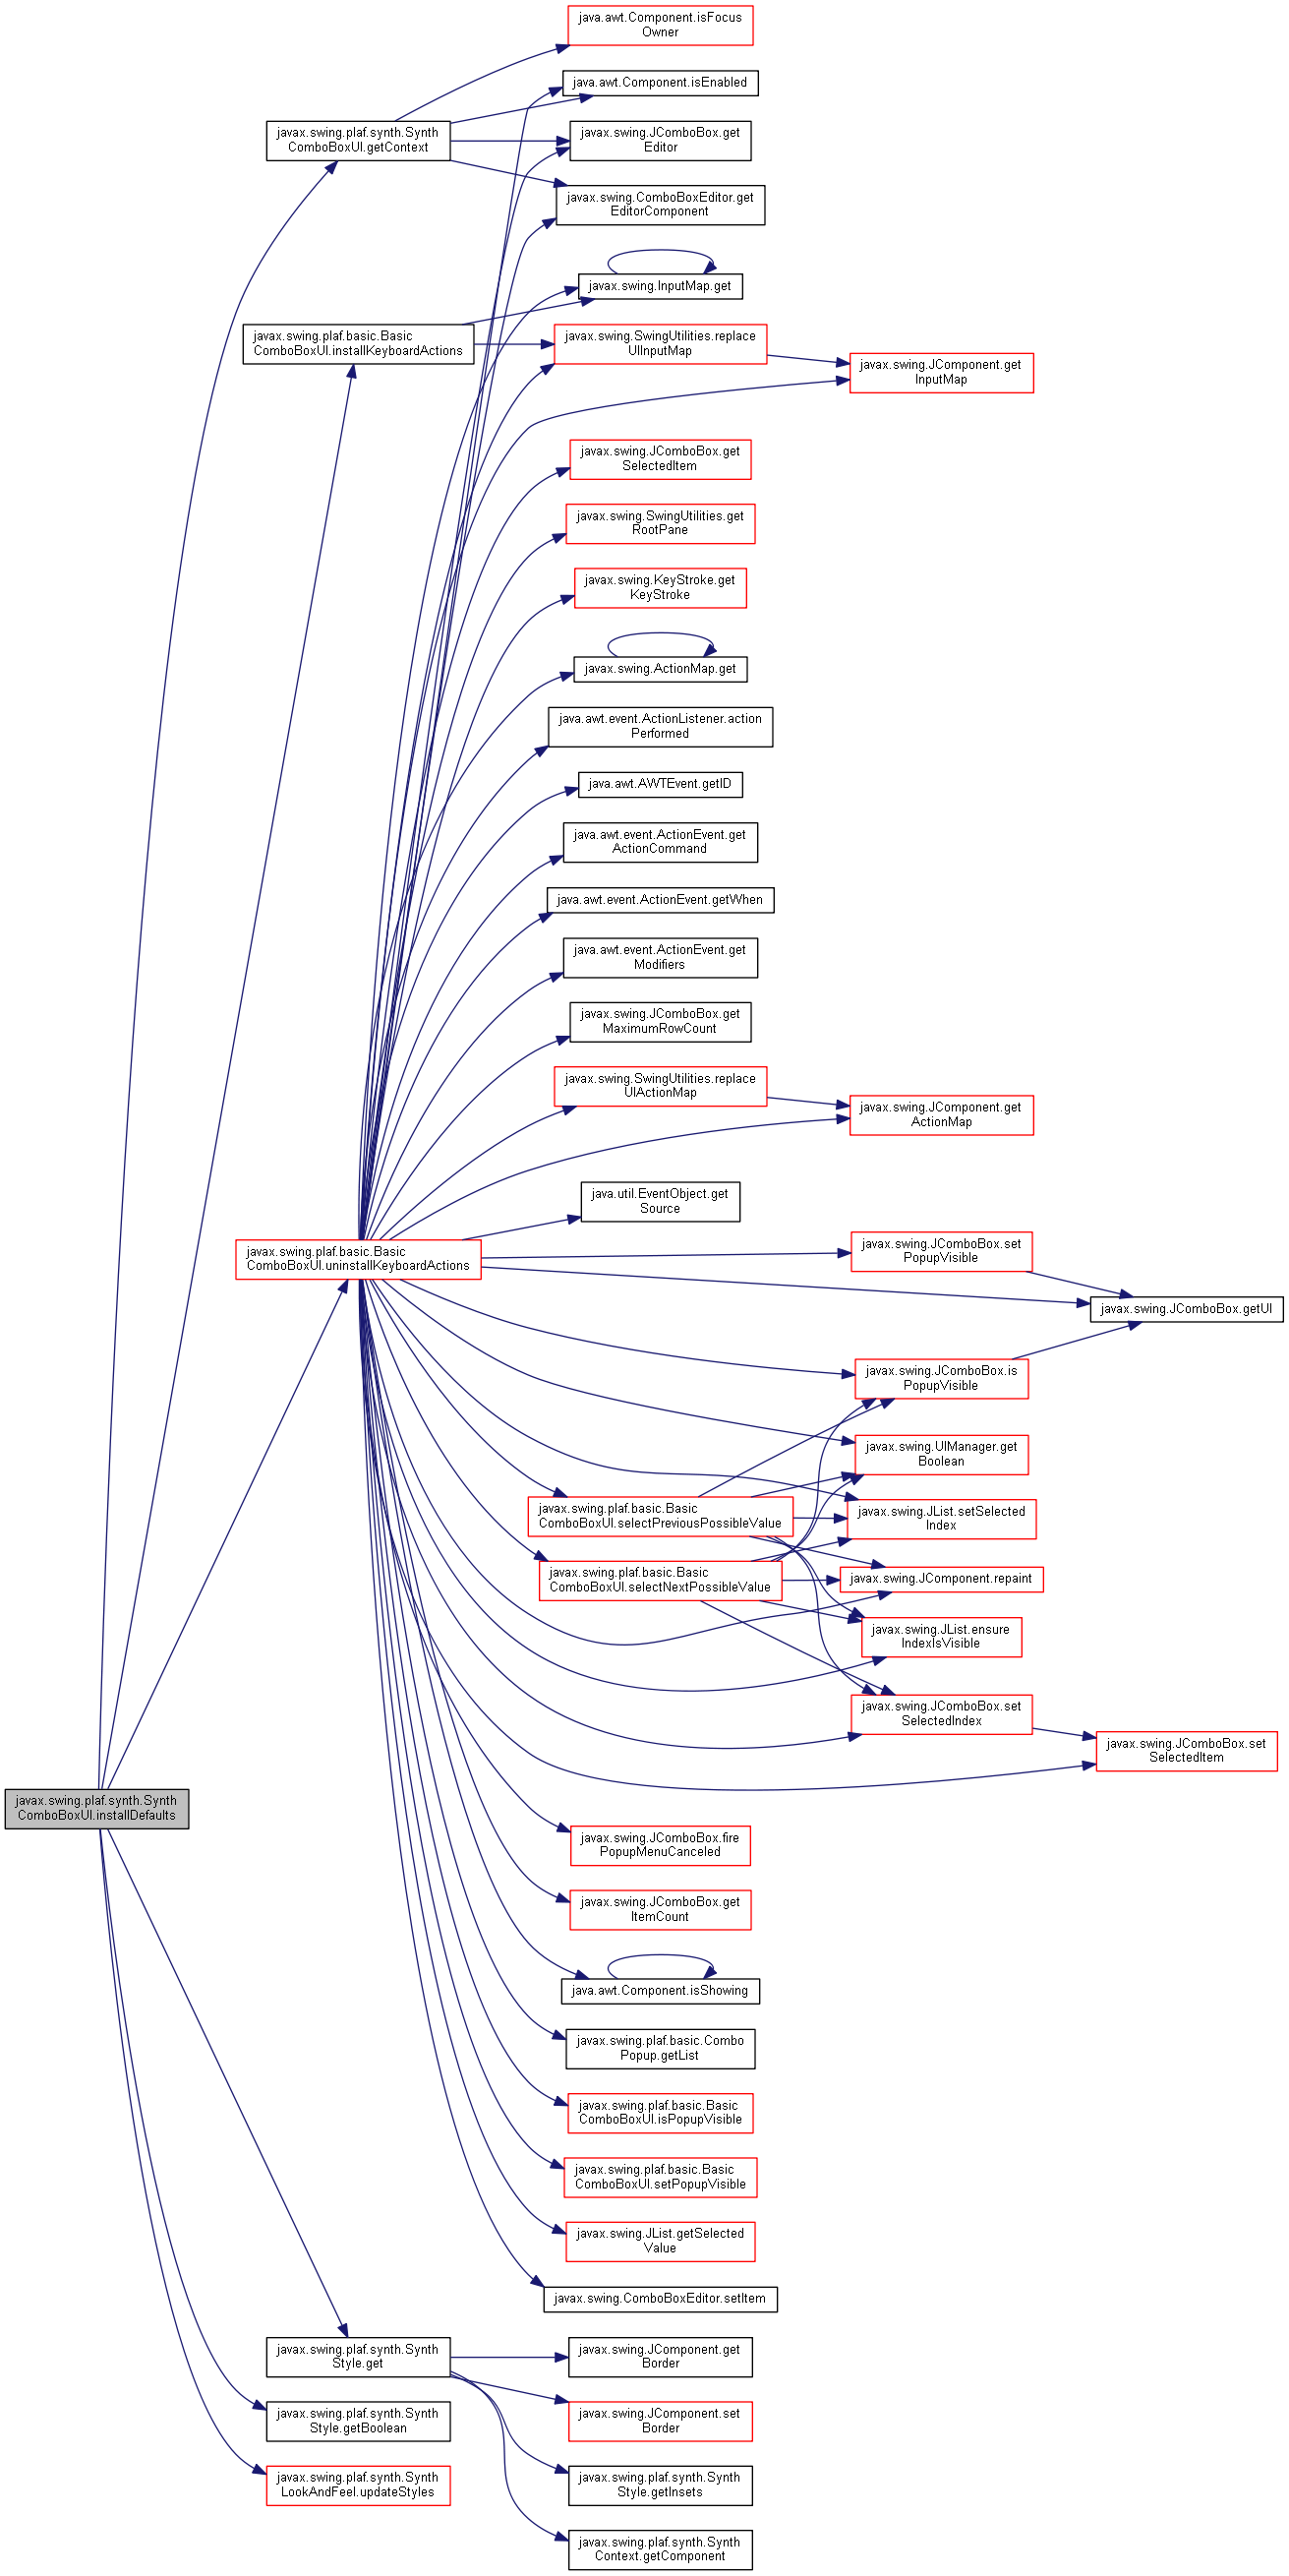 java.awt.Component.isFocus
Owner
java.awt.Component.isEnabled
javax.swing.plaf.synth.Synth
ComboBoxUI.getContext
javax.swing.JComboBox.get
Editor
javax.swing.ComboBoxEditor.get
EditorComponent
javax.swing.InputMap.get
javax.swing.plaf.basic.Basic
ComboBoxUI.installKeyboardActions
javax.swing.SwingUtilities.replace
UIInputMap
javax.swing.JComponent.get
InputMap
javax.swing.JComboBox.get
SelectedItem
javax.swing.SwingUtilities.get
RootPane
javax.swing.KeyStroke.get
KeyStroke
javax.swing.ActionMap.get
java.awt.event.ActionListener.action
Performed
java.awt.AWTEvent.getID
java.awt.event.ActionEvent.get
ActionCommand
java.awt.event.ActionEvent.getWhen
java.awt.event.ActionEvent.get
Modifiers
javax.swing.JComboBox.get
MaximumRowCount
javax.swing.SwingUtilities.replace
UIActionMap
javax.swing.JComponent.get
ActionMap
java.util.EventObject.get
Source
javax.swing.plaf.basic.Basic
ComboBoxUI.uninstallKeyboardActions
javax.swing.JComboBox.set
PopupVisible
javax.swing.JComboBox.getUI
javax.swing.JComboBox.is
PopupVisible
javax.swing.UIManager.get
Boolean
javax.swing.plaf.basic.Basic
ComboBoxUI.selectPreviousPossibleValue
javax.swing.JList.setSelected
Index
javax.swing.plaf.basic.Basic
ComboBoxUI.selectNextPossibleValue
javax.swing.JComponent.repaint
javax.swing.JList.ensure
IndexIsVisible
javax.swing.JComboBox.set
SelectedIndex
javax.swing.JComboBox.set
SelectedItem
javax.swing.plaf.synth.Synth
ComboBoxUI.installDefaults
javax.swing.JComboBox.fire
PopupMenuCanceled
javax.swing.JComboBox.get
ItemCount
java.awt.Component.isShowing
javax.swing.plaf.basic.Combo
Popup.getList
javax.swing.plaf.basic.Basic
ComboBoxUI.isPopupVisible
javax.swing.plaf.basic.Basic
ComboBoxUI.setPopupVisible
javax.swing.JList.getSelected
Value
javax.swing.ComboBoxEditor.setItem
javax.swing.plaf.synth.Synth
Style.get
javax.swing.JComponent.get
Border
javax.swing.plaf.synth.Synth
Style.getBoolean
javax.swing.JComponent.set
Border
javax.swing.plaf.synth.Synth
LookAndFeel.updateStyles
javax.swing.plaf.synth.Synth
Style.getInsets
javax.swing.plaf.synth.Synth
Context.getComponent